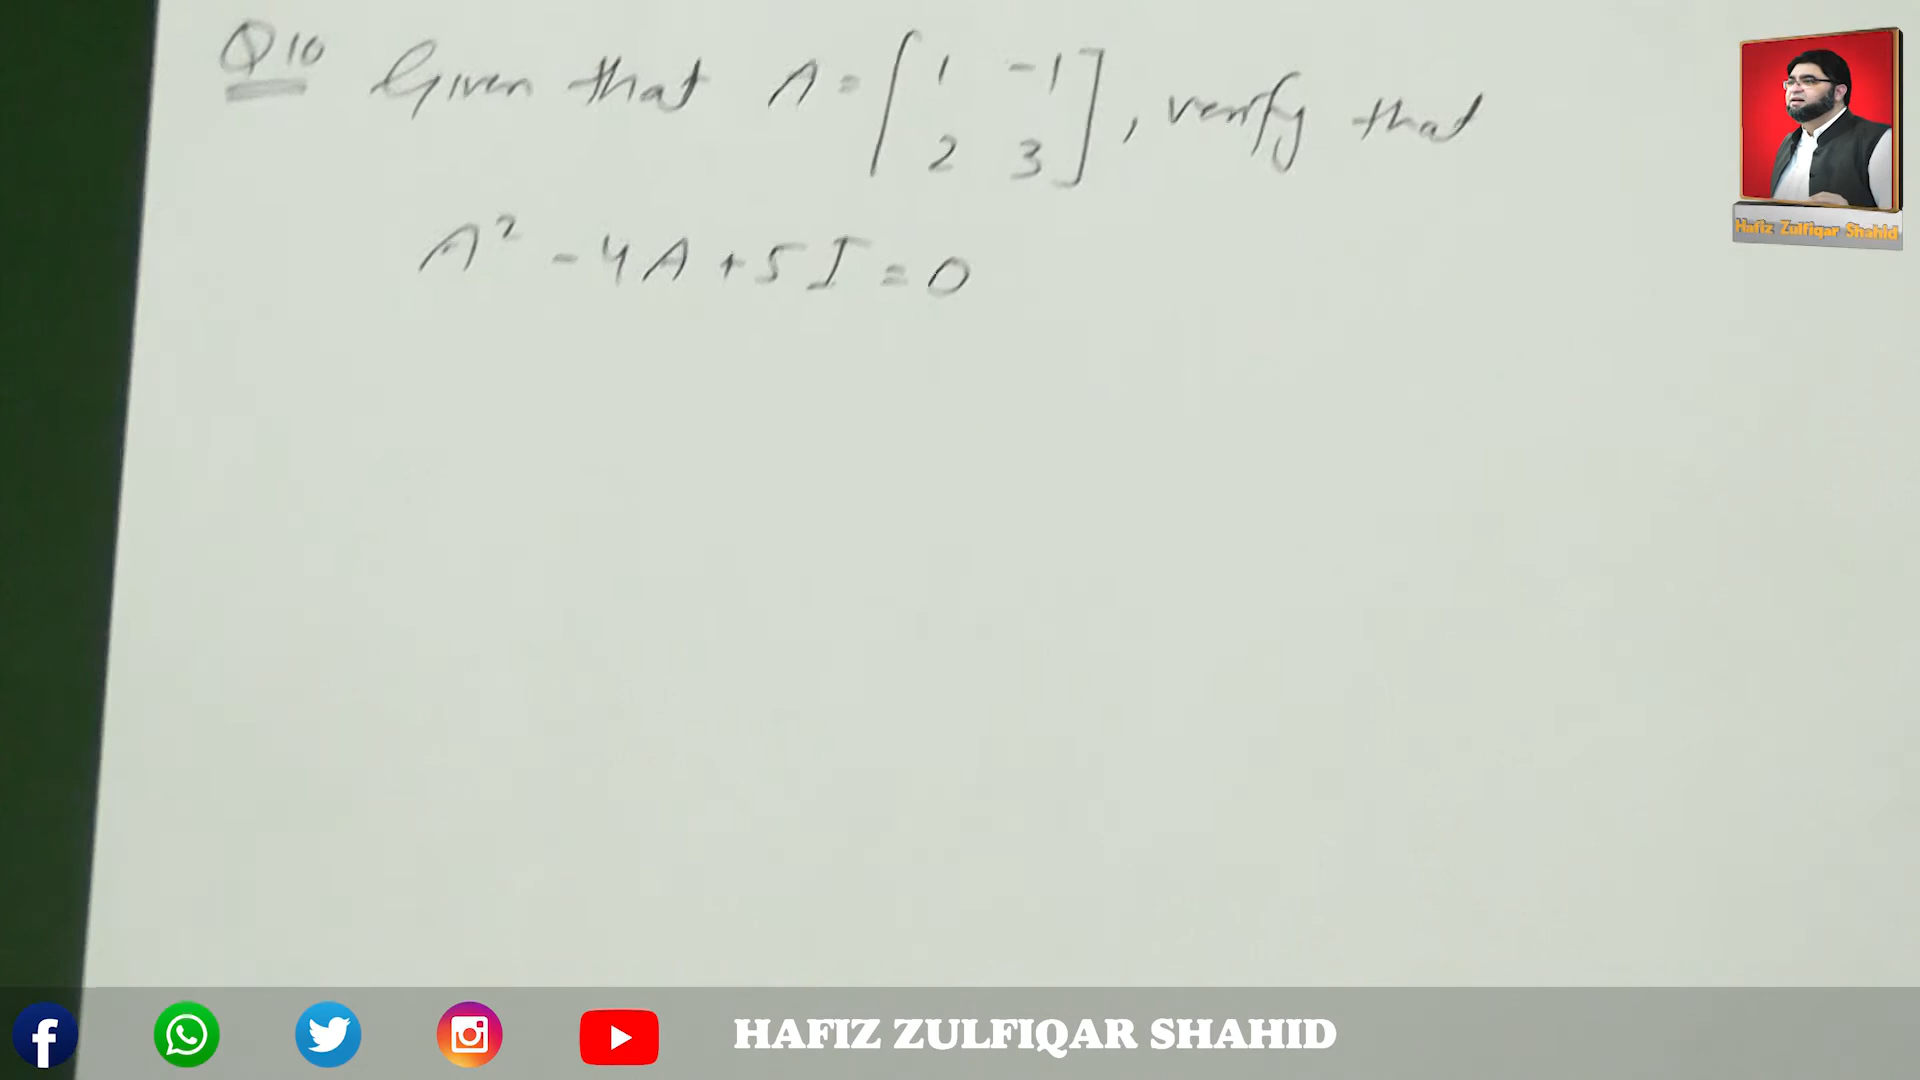 Q10 Given that A = [ 1 -1
2 3 ], verify that
A² - 4A + 5I = 0
Hafiz Zulfiqar Shahid
HAFIZ ZULFIQAR SHAHID